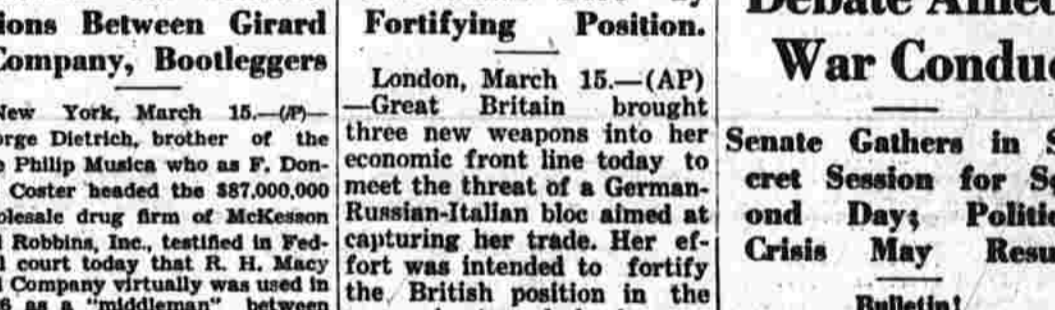 ions Between Girard
Company, Bootleggers
New York, March 15.—(AP)—
orge Dietrich, brother of the
Philip Musica who as F. Don-
Coster headed the $87,000,000
olesale drug firm of McKesson
Robbins, Inc., testified in Fed-
court today that R. H. Macy
Company virtually was used in
as a "middleman" between
Fortifying Position.
London, March 15.—(AP)
—Great Britain brought
three new weapons into her
economic front line today to
meet the threat of a German-
Russian-Italian bloc aimed at
capturing her trade. Her ef-
fort was intended to fortify
the British position in the
Debate Aimed
War Conduc
Senate Gathers in S
cret Session for Se
ond Day; Politic
Crisis May Resu
Bulletin!